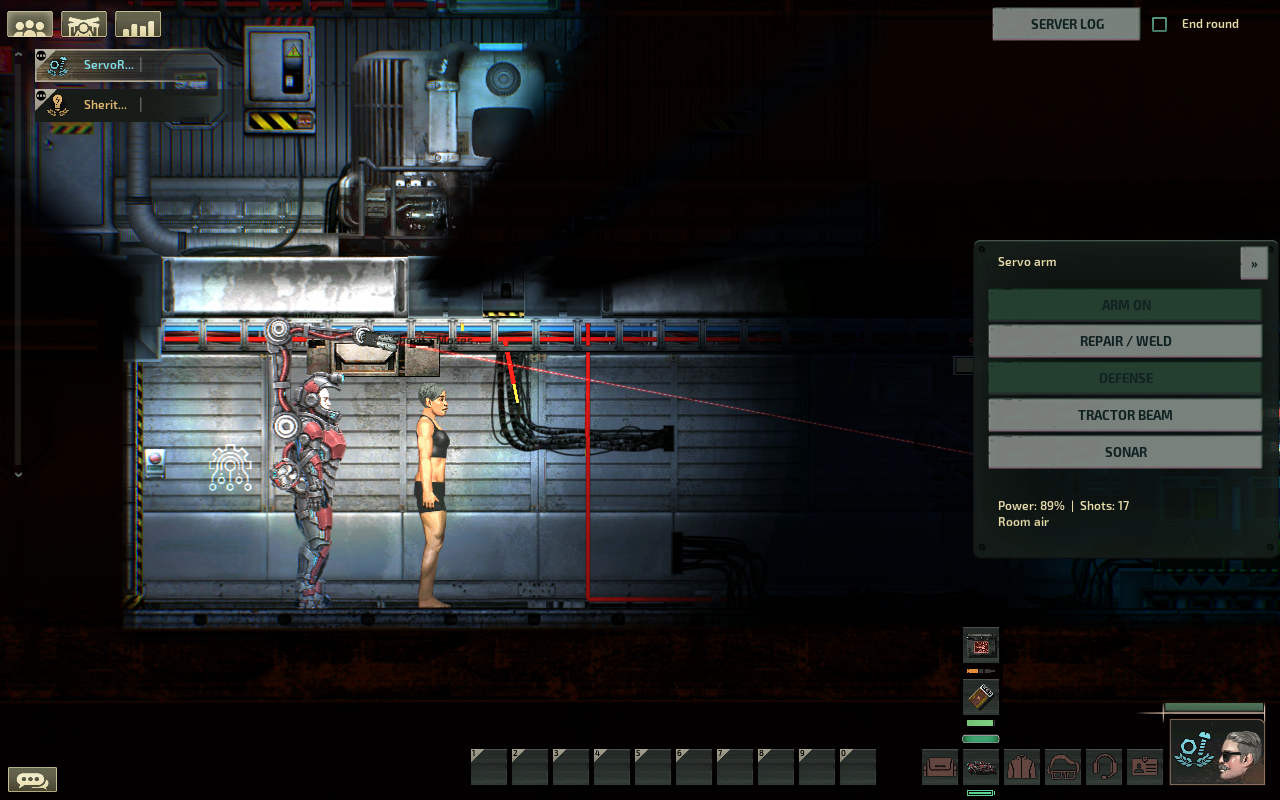 SERVER LOG
End round
ServoR...
Sherit...
Moses...
Servo arm
»
ARM ON
REPAIR / WELD
DEFENSE
TRACTOR BEAM
SONAR
Power: 89% | Shots: 17
Room air
1 2 3 4 5 6 7 8 9 0